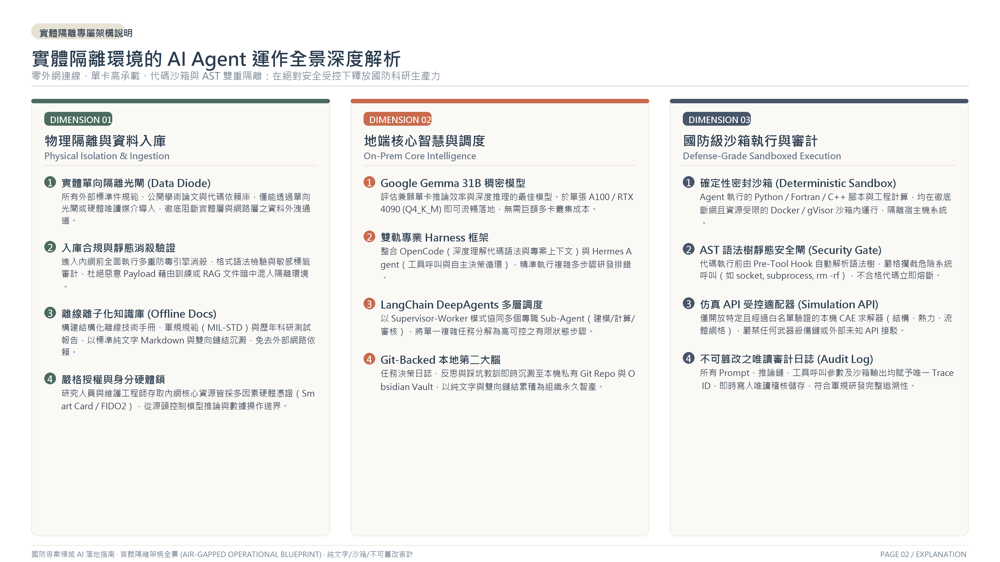 實體隔離專屬架構說明
實體隔離環境的 AI Agent 運作全景深度解析
零外網連線、單卡高承載、代碼沙箱與 AST 雙重隔離：在絕對安全受控下釋放國防科研生產力
DIMENSION 01
物理隔離與資料入庫
Physical Isolation & Ingestion
1 實體單向隔離光閘 (Data Diode)
所有外部標準件規範、公開學術論文與代碼依賴庫，僅能透過單向
光閘或硬體唯讀媒介導入，徹底阻斷實體層與網路層之資料外洩通
道。
2 入庫合規與靜態消殺驗證
進入內網前全面執行多重防毒引擎消殺、格式語法檢驗與敏感標籤
審計，杜絕惡意 Payload 藉由訓練或 RAG 文件暗中混入隔離環境
。
3 離線離子化知識庫 (Offline Docs)
構建結構化離線技術手冊、軍規規範（MIL-STD）與歷年科研測試
報告，以標準純文字 Markdown 與雙向鏈結沉澱，免去外部網路依
賴。
4 嚴格授權與身分硬體鎖
研究人員與維護工程師存取內網核心資源皆採多因素硬體憑證（Sm
art Card / FIDO2），從源頭控制模型推論與數據操作邊界。
DIMENSION 02
地端核心智慧與調度
On-Prem Core Intelligence
1 Google Gemma 31B 稠密模型
評估兼顧單卡推論效率與深度推理的最佳模型。於單張 A100 / RTX
4090 (Q4_K_M) 即可流暢落地，無需巨額多卡叢集成本。
2 雙軌專業 Harness 框架
整合 OpenCode（深度理解代碼語法與專案上下文）與 Hermes A
gent（工具呼叫與自主決策循環），精準執行複雜多步驟研發排錯
。
3 LangChain DeepAgents 多層調度
以 Supervisor-Worker 模式協同多個專職 Sub-Agent（建模/計算/
審核），將單一複雜任務分解為高可控之有限狀態步驟。
4 Git-Backed 本地第二大腦
任務決策日誌、反思與踩坑教訓即時沉澱至本機私有 Git Repo 與 O
bsidian Vault，以純文字與雙向鏈結累積為組織永久智產。
DIMENSION 03
國防級沙箱執行與審計
Defense-Grade Sandboxed Execution
1 確定性密封沙箱 (Deterministic Sandbox)
Agent 執行的 Python / Fortran / C++ 腳本與工程計算，均在徹底
斷網且資源受限的 Docker / gVisor 沙箱內運行，隔離宿主機系統
。
2 AST 語法樹靜態安全閘 (Security Gate)
代碼執行前由 Pre-Tool Hook 自動解析語法樹，嚴格攔截危險系統
呼叫（如 socket, subprocess, rm -rf），不合格代碼立即熔斷。
3 仿真 API 受控適配器 (Simulation API)
僅開放特定且經過白名單驗證的本機 CAE 求解器（結構、熱力、流
體網格），嚴禁任何武器殺傷鏈或外部未知 API 接駁。
4 不可篡改之唯讀審計日誌 (Audit Log)
所有 Prompt、推論鏈、工具呼叫參數及沙箱輸出均賦予唯一 Trace
ID，即時寫入唯讀稽核儲存，符合軍規研發完整追溯性。
國防專案領域 AI 落地指南 · 實體隔離架構全景 (AIR-GAPPED OPERATIONAL BLUEPRINT) · 純文字/沙箱/不可篡改審計
PAGE 02 / EXPLANATION